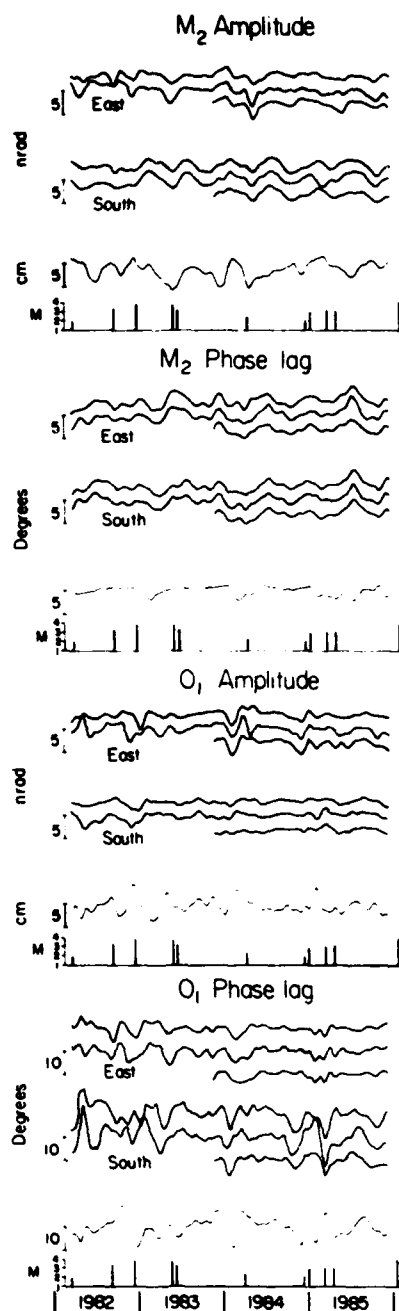 M₂ Amplitude
5
East
nrad
5
South
cm
5
M
M₂ Phase lag
5
East
Degrees
5
South
5
M
O₁ Amplitude
5
East
nrad
5
South
cm
5
M
O₁ Phase lag
10
East
Degrees
10
South
10
M
1982 1983 1984 1985